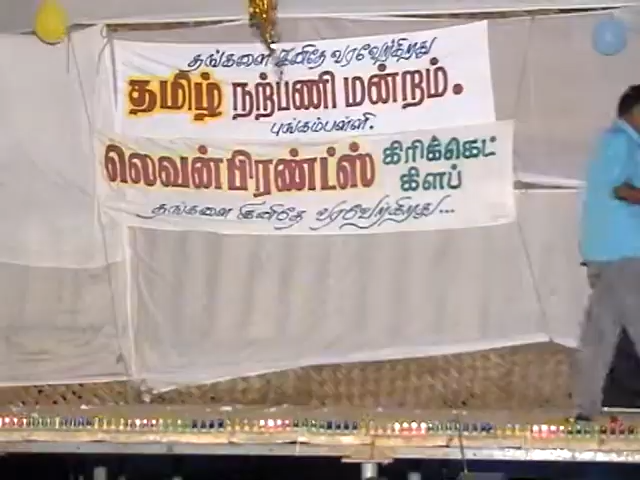 தங்களை இனிதே வரவேற்கிறது
தமிழ் நற்பணி மன்றம்.
புங்கம்பள்ளி.
லெவன்பிரண்ட்ஸ் கிரிக்கெட் கிளப்
தங்களை இனிதே வரவேற்கிறது...